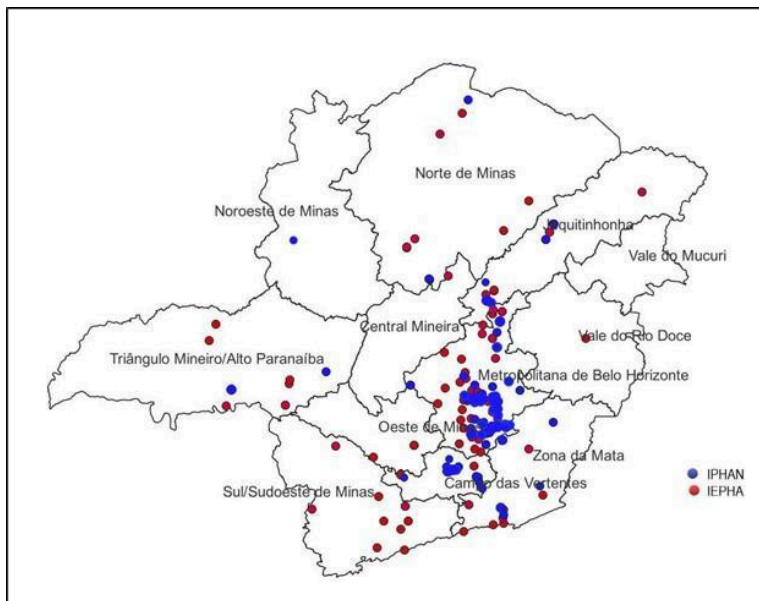 Norte de Minas
Noroeste de Minas
Jequitinhonha
Vale do Mucuri
Central Mineira
Vale do Rio Doce
Triângulo Mineiro/Alto Paranaíba
Metropolitana de Belo Horizonte
Oeste de Minas
Zona da Mata
IPHAN
Campo das Vertentes
Sul/Sudoeste de Minas
IEPHA